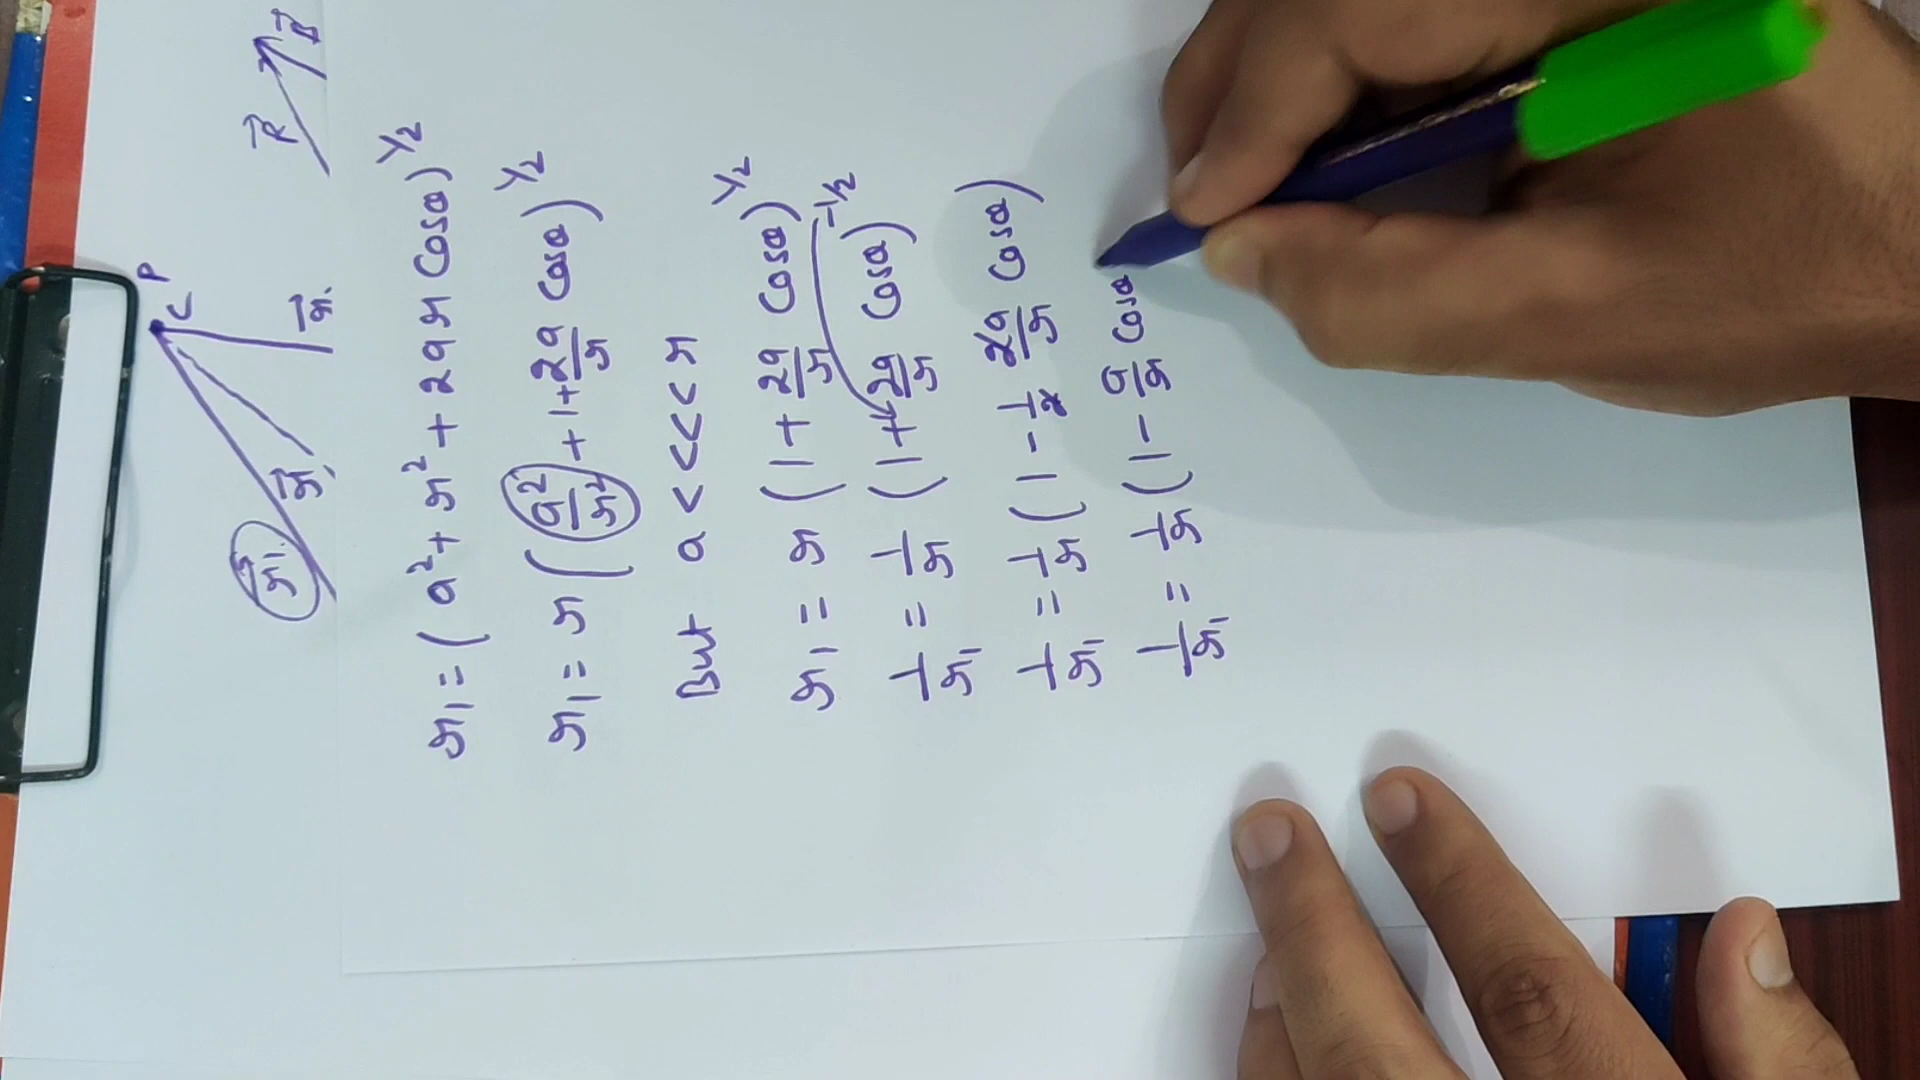 P
r⃗₁ r⃗₁ r⃗ R⃗ B⃗
r₁ = (a² + r² + 2ar Cosθ)^1/2
r₁ = r (a²/r² + 1 + 2a/r Cosθ)^1/2
But a <<< r
r₁ = r (1 + 2a/r Cosθ)^1/2
1/r₁ = 1/r (1 + 2a/r Cosθ)^-1/2
1/r₁ = 1/r (1 - 1/2 2a/r Cosθ)
1/r₁ = 1/r (1 - a/r Cosθ